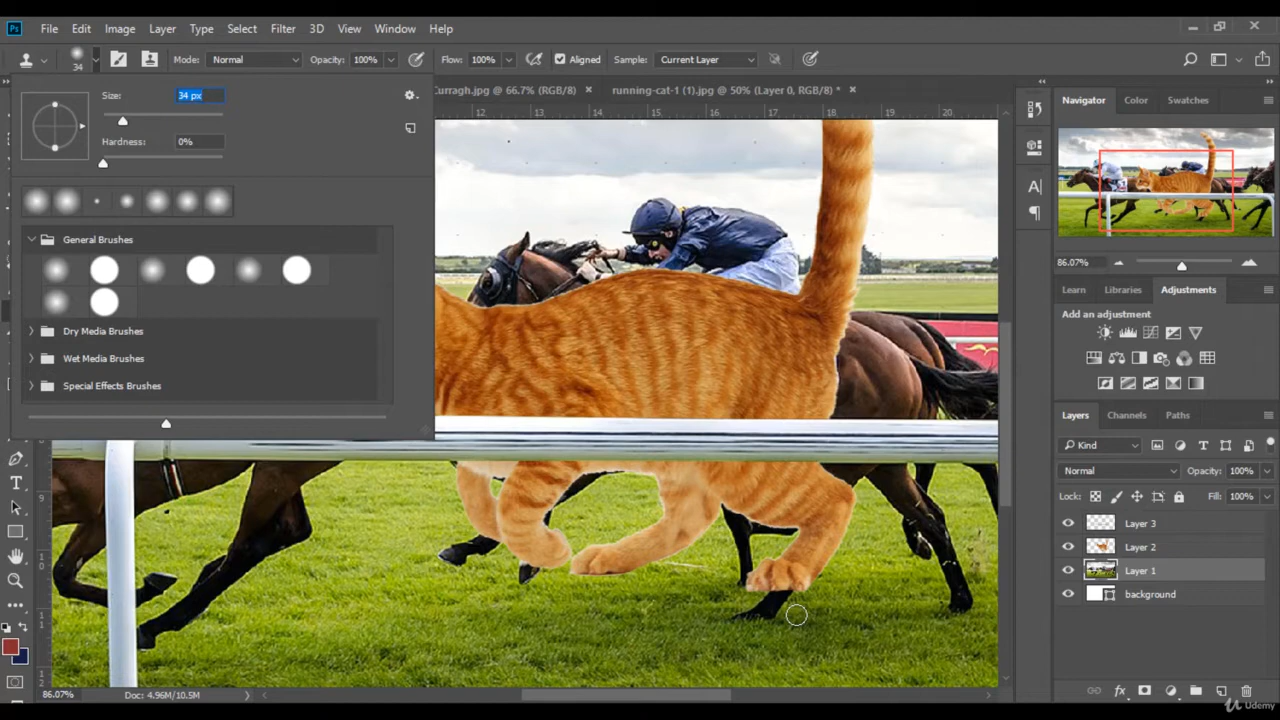 Ps File Edit Image Layer Type Select Filter 3D View Window Help
34 Mode: Normal Opacity: 100% Flow: 100% Aligned Sample: Current Layer
Curragh.jpg @ 66.7% (RGB/8) × running-cat-1 (1).jpg @ 50% (Layer 0, RGB/8) * ×
Size: 34 px
Hardness: 0%
General Brushes
Dry Media Brushes
Wet Media Brushes
Special Effects Brushes
12 13 14 15 16 17 18 19 20
9
10
11
12
Navigator Color Swatches
86.07%
Learn Libraries Adjustments
Add an adjustment
Layers Channels Paths
Kind
Normal Opacity: 100%
Lock: Fill: 100%
Layer 3
Layer 2
Layer 1
background
86.07% Doc: 4.96M/10.5M
Udemy